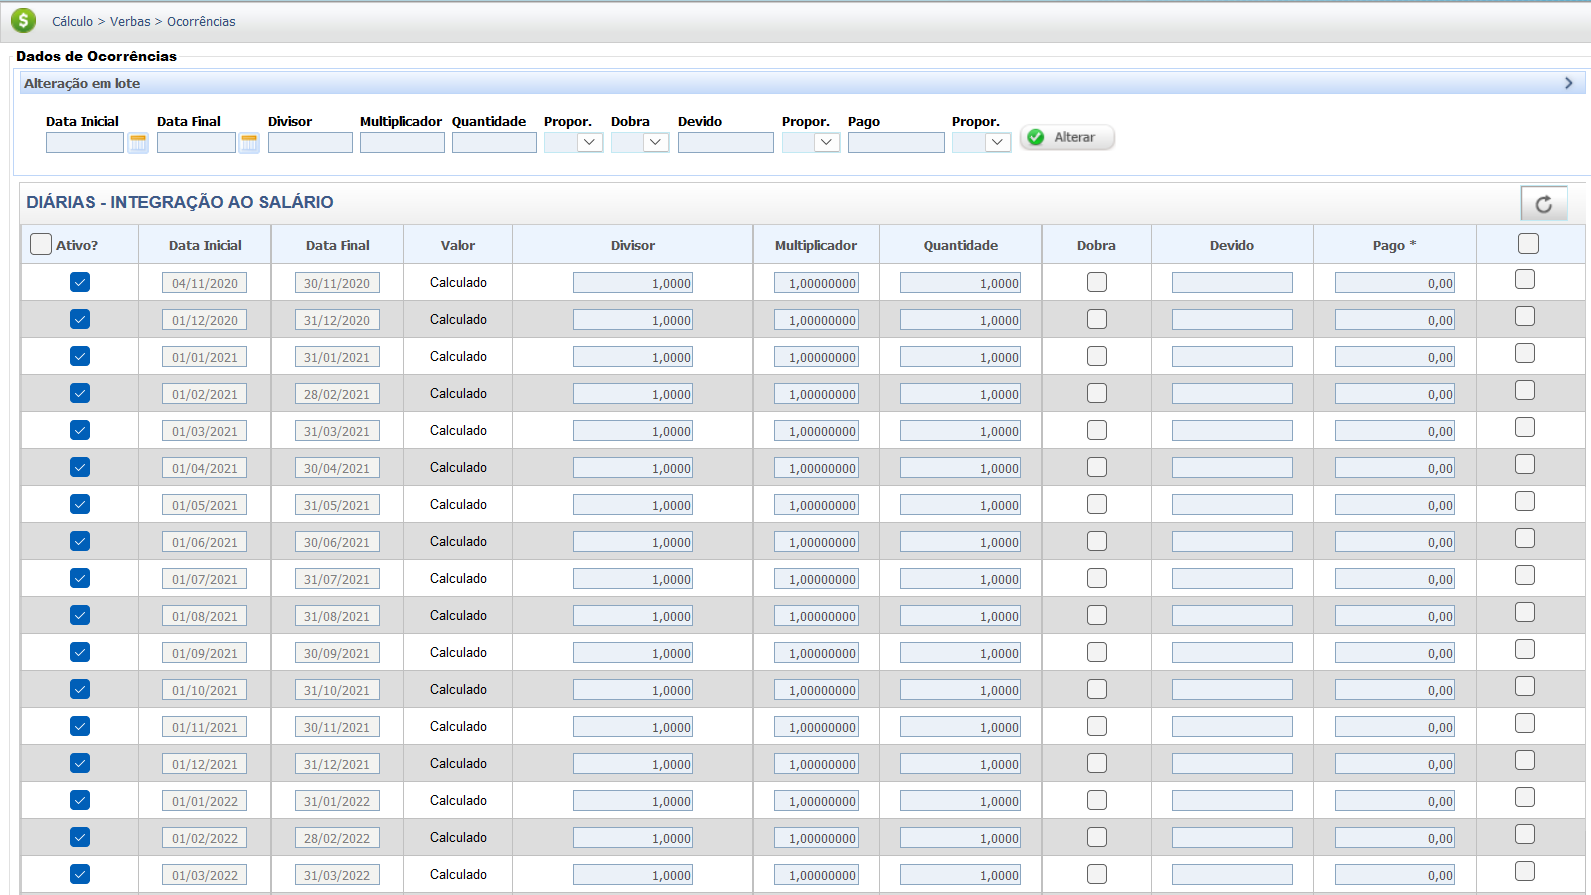 Cálculo > Verbas > Ocorrências
Dados de Ocorrências
Alteração em lote
Data Inicial Data Final Divisor Multiplicador Quantidade Propor. Dobra Devido Propor. Pago Propor.
Alterar
DIÁRIAS - INTEGRAÇÃO AO SALÁRIO
Ativo? Data Inicial Data Final Valor Divisor Multiplicador Quantidade Dobra Devido Pago *
04/11/2020 30/11/2020 Calculado 1,0000 1,00000000 1,0000 0,00
01/12/2020 31/12/2020 Calculado 1,0000 1,00000000 1,0000 0,00
01/01/2021 31/01/2021 Calculado 1,0000 1,00000000 1,0000 0,00
01/02/2021 28/02/2021 Calculado 1,0000 1,00000000 1,0000 0,00
01/03/2021 31/03/2021 Calculado 1,0000 1,00000000 1,0000 0,00
01/04/2021 30/04/2021 Calculado 1,0000 1,00000000 1,0000 0,00
01/05/2021 31/05/2021 Calculado 1,0000 1,00000000 1,0000 0,00
01/06/2021 30/06/2021 Calculado 1,0000 1,00000000 1,0000 0,00
01/07/2021 31/07/2021 Calculado 1,0000 1,00000000 1,0000 0,00
01/08/2021 31/08/2021 Calculado 1,0000 1,00000000 1,0000 0,00
01/09/2021 30/09/2021 Calculado 1,0000 1,00000000 1,0000 0,00
01/10/2021 31/10/2021 Calculado 1,0000 1,00000000 1,0000 0,00
01/11/2021 30/11/2021 Calculado 1,0000 1,00000000 1,0000 0,00
01/12/2021 31/12/2021 Calculado 1,0000 1,00000000 1,0000 0,00
01/01/2022 31/01/2022 Calculado 1,0000 1,00000000 1,0000 0,00
01/02/2022 28/02/2022 Calculado 1,0000 1,00000000 1,0000 0,00
01/03/2022 31/03/2022 Calculado 1,0000 1,00000000 1,0000 0,00